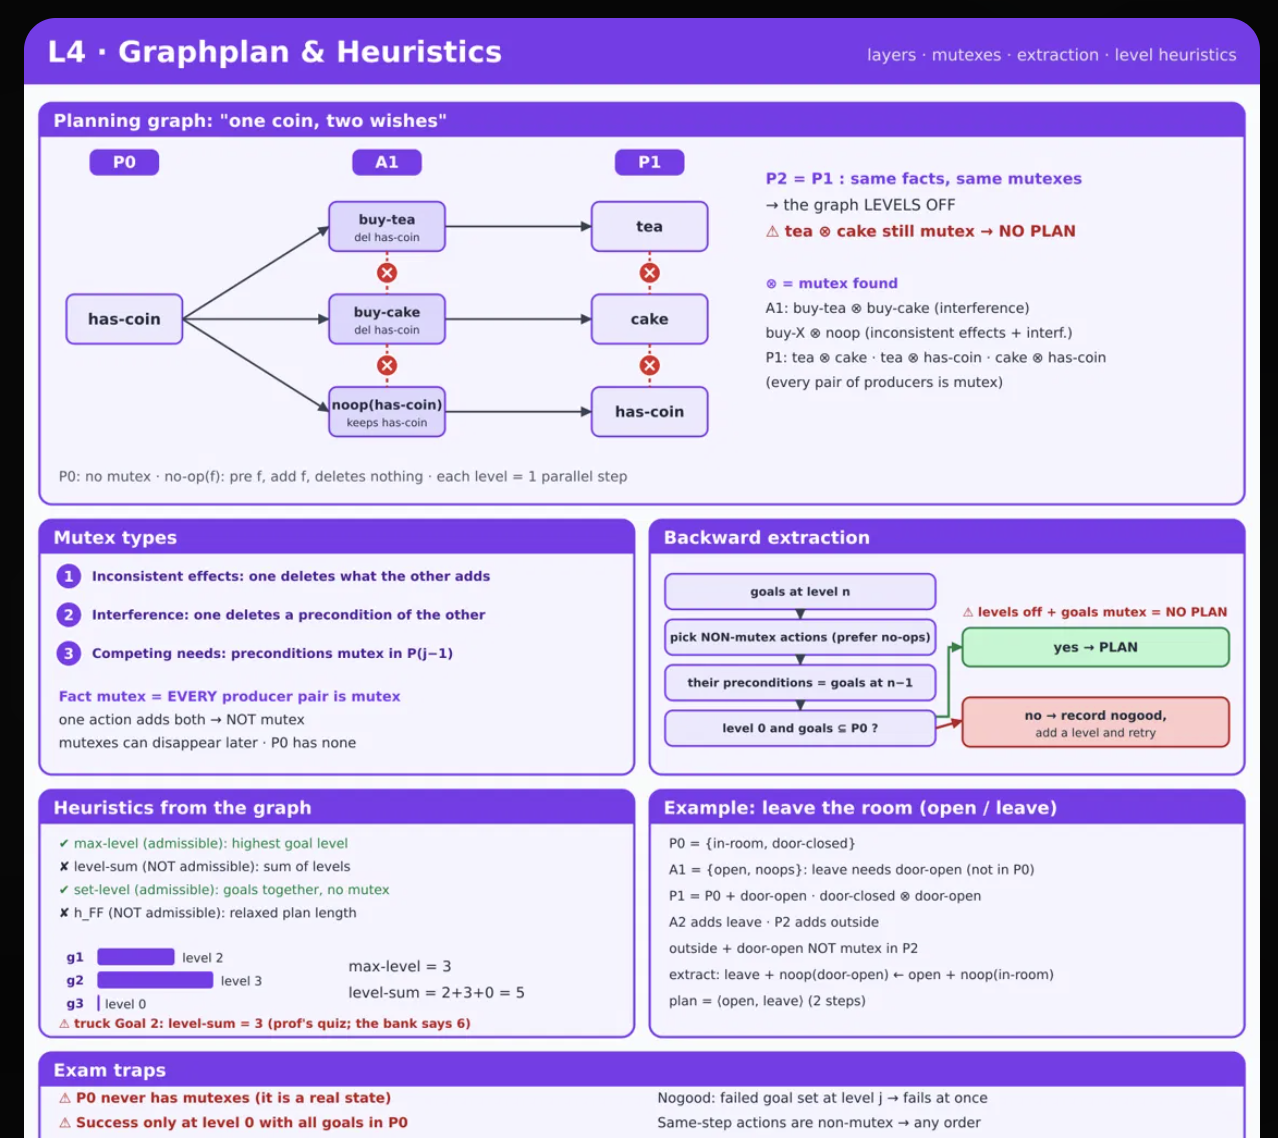 L4 · Graphplan & Heuristics
layers · mutexes · extraction · level heuristics
Planning graph: "one coin, two wishes"
P0
A1
P1
has-coin
buy-tea
del has-coin
tea
buy-cake
del has-coin
cake
noop(has-coin)
keeps has-coin
has-coin
P2 = P1 : same facts, same mutexes
→ the graph LEVELS OFF
⚠ tea ⊗ cake still mutex → NO PLAN
⊗ = mutex found
A1: buy-tea ⊗ buy-cake (interference)
buy-X ⊗ noop (inconsistent effects + interf.)
P1: tea ⊗ cake · tea ⊗ has-coin · cake ⊗ has-coin
(every pair of producers is mutex)
P0: no mutex · no-op(f): pre f, add f, deletes nothing · each level = 1 parallel step
Mutex types
1 Inconsistent effects: one deletes what the other adds
2 Interference: one deletes a precondition of the other
3 Competing needs: preconditions mutex in P(j−1)
Fact mutex = EVERY producer pair is mutex
one action adds both → NOT mutex
mutexes can disappear later · P0 has none
Backward extraction
goals at level n
pick NON-mutex actions (prefer no-ops)
their preconditions = goals at n−1
level 0 and goals ⊆ P0 ?
⚠ levels off + goals mutex = NO PLAN
yes → PLAN
no → record nogood,
add a level and retry
Heuristics from the graph
✔ max-level (admissible): highest goal level
✘ level-sum (NOT admissible): sum of levels
✔ set-level (admissible): goals together, no mutex
✘ h_FF (NOT admissible): relaxed plan length
g1 level 2
g2 level 3
g3 level 0
max-level = 3
level-sum = 2+3+0 = 5
⚠ truck Goal 2: level-sum = 3 (prof's quiz; the bank says 6)
Example: leave the room (open / leave)
P0 = {in-room, door-closed}
A1 = {open, noops}: leave needs door-open (not in P0)
P1 = P0 + door-open · door-closed ⊗ door-open
A2 adds leave · P2 adds outside
outside + door-open NOT mutex in P2
extract: leave + noop(door-open) ← open + noop(in-room)
plan = ⟨open, leave⟩ (2 steps)
Exam traps
⚠ P0 never has mutexes (it is a real state)
⚠ Success only at level 0 with all goals in P0
Nogood: failed goal set at level j → fails at once
Same-step actions are non-mutex → any order